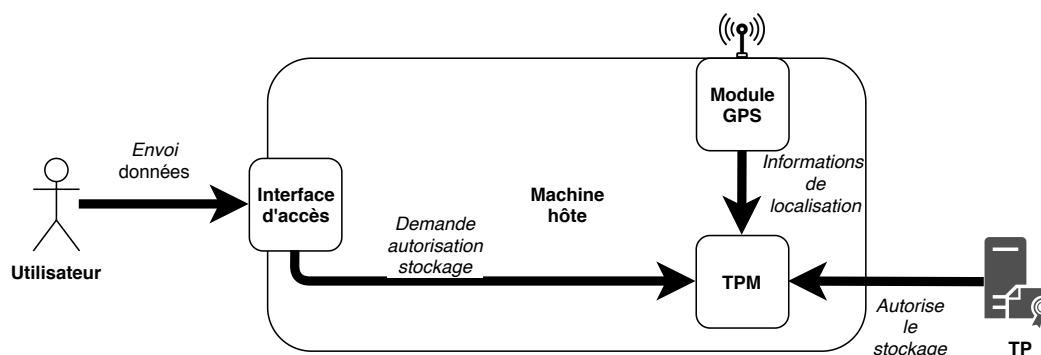 Envoi
données
Utilisateur
Interface
d'accès
Demande
autorisation
stockage
Machine
hôte
Module
GPS
Informations
de
localisation
TPM
Autorise
le
stockage
TP